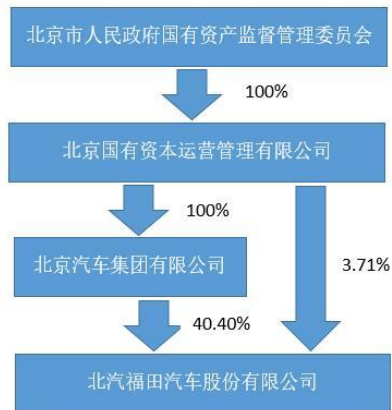 北京市人民政府国有资产监督管理委员会
100%
北京国有资本运营管理有限公司
100%
北京汽车集团有限公司
3.71%
40.40%
北汽福田汽车股份有限公司